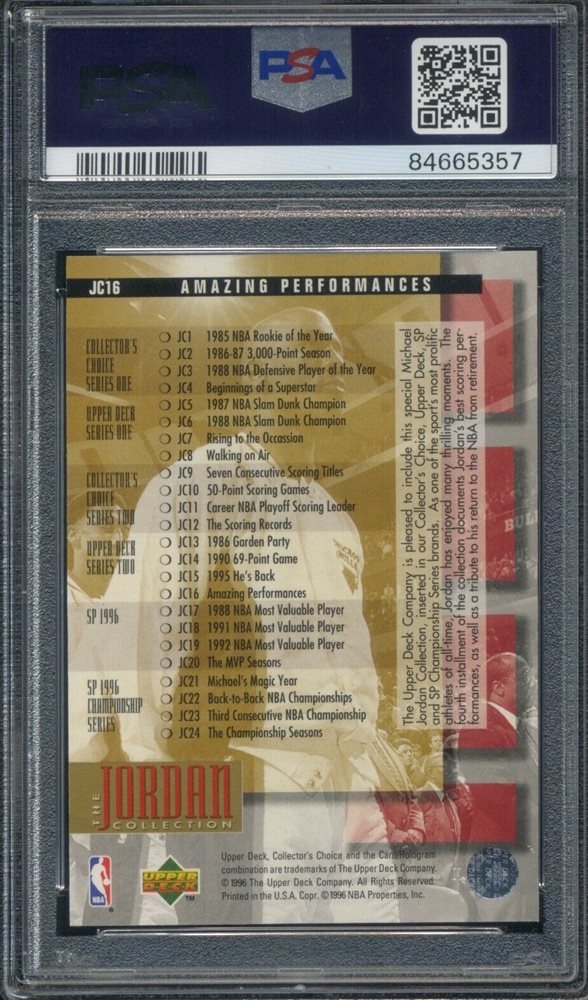 PSA
PSA
84665357
JC16 AMAZING PERFORMANCES
COLLECTOR'S
CHOICE
SERIES ONE
JC1 1985 NBA Rookie of the Year
JC2 1986-87 3,000-Point Season
JC3 1988 NBA Defensive Player of the Year
JC4 Beginnings of a Superstar
UPPER DECK
SERIES ONE
JC5 1987 NBA Slam Dunk Champion
JC6 1988 NBA Slam Dunk Champion
JC7 Rising to the Occassion
JC8 Walking on Air
COLLECTOR'S
CHOICE
SERIES TWO
JC9 Seven Consecutive Scoring Titles
JC10 50-Point Scoring Games
JC11 Career NBA Playoff Scoring Leader
JC12 The Scoring Records
UPPER DECK
SERIES TWO
JC13 1986 Garden Party
JC14 1990 69-Point Game
JC15 1995 He's Back
JC16 Amazing Performances
SP 1996
JC17 1988 NBA Most Valuable Player
JC18 1991 NBA Most Valuable Player
JC19 1992 NBA Most Valuable Player
JC20 The MVP Seasons
SP 1996
CHAMPIONSHIP
SERIES
JC21 Michael's Magic Year
JC22 Back-to-Back NBA Championships
JC23 Third Consecutive NBA Championship
JC24 The Championship Seasons
The Upper Deck Company is pleased to include this special Michael
Jordan Collection, inserted in our Collector's Choice, Upper Deck, SP
and SP Championship Series brands. As one of the sport's most prolific
athletes of all-time, Jordan has enjoyed many thrilling moments. The
fourth installment of the collection documents Jordan's best scoring per-
formances, as well as a tribute to his return to the NBA from retirement.
BUL
THE
JORDAN
COLLECTION
NBA
UPPER
DECK
TM
Upper Deck, Collector's Choice and the Card/Hologram
combination are trademarks of The Upper Deck Company.
©1996 The Upper Deck Company. All Rights Reserved.
Printed in the U.S.A. Copr. ©1996 NBA Properties, Inc.